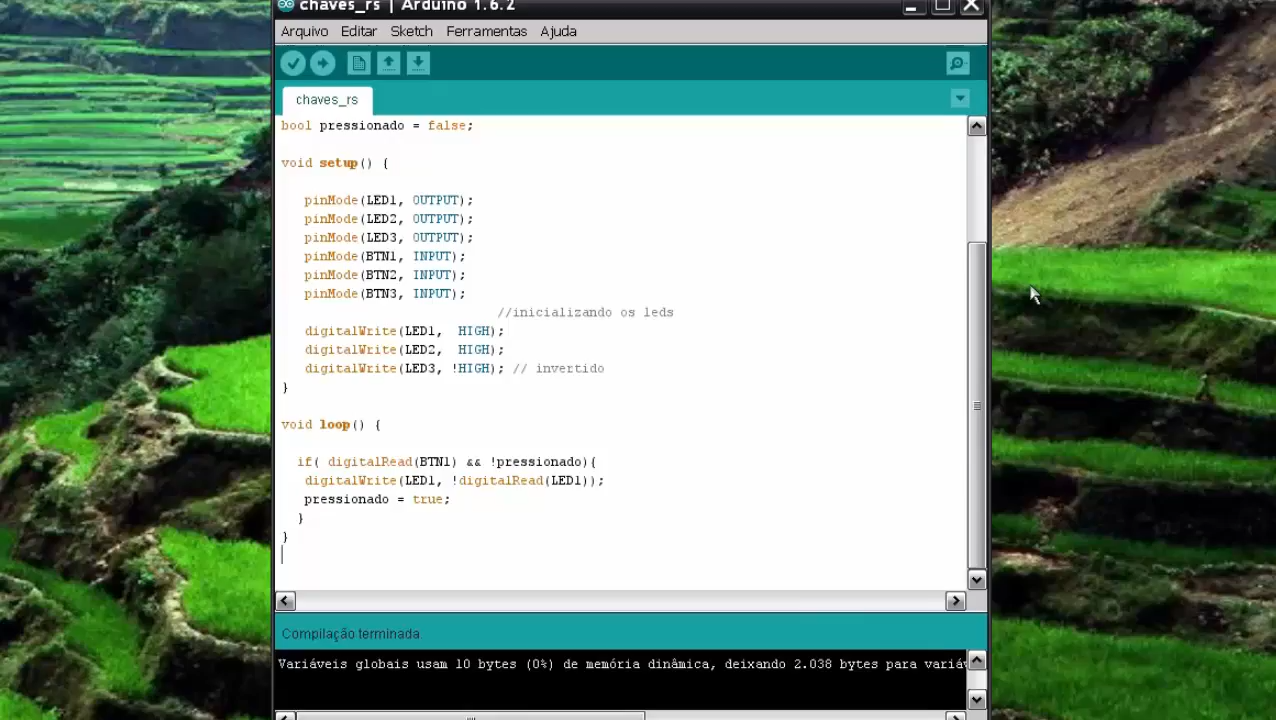 chaves_rs | Arduino 1.6.2
Arquivo Editar Sketch Ferramentas Ajuda
chaves_rs
bool pressionado = false;
void setup() {
pinMode(LED1, OUTPUT);
pinMode(LED2, OUTPUT);
pinMode(LED3, OUTPUT);
pinMode(BTN1, INPUT);
pinMode(BTN2, INPUT);
pinMode(BTN3, INPUT);
//inicializando os leds
digitalWrite(LED1,  HIGH);
digitalWrite(LED2,  HIGH);
digitalWrite(LED3, !HIGH); // invertido
}
void loop() {
if( digitalRead(BTN1) && !pressionado){
digitalWrite(LED1, !digitalRead(LED1));
pressionado = true;
}
}
Compilação terminada.
Variáveis globais usam 10 bytes (0%) de memória dinâmica, deixando 2.038 bytes para